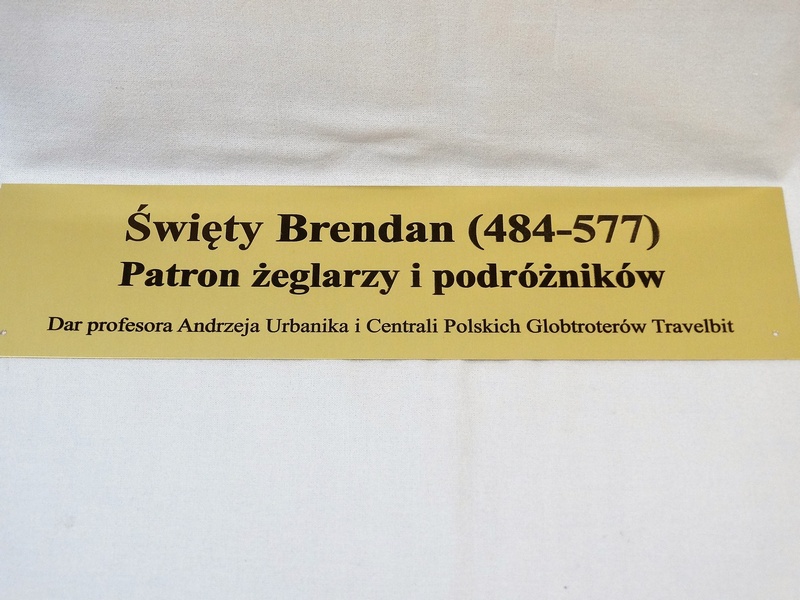 Święty Brendan (484-577)
Patron żeglarzy i podróżników
Dar profesora Andrzeja Urbanika i Centrali Polskich Globtroterów Travelbit